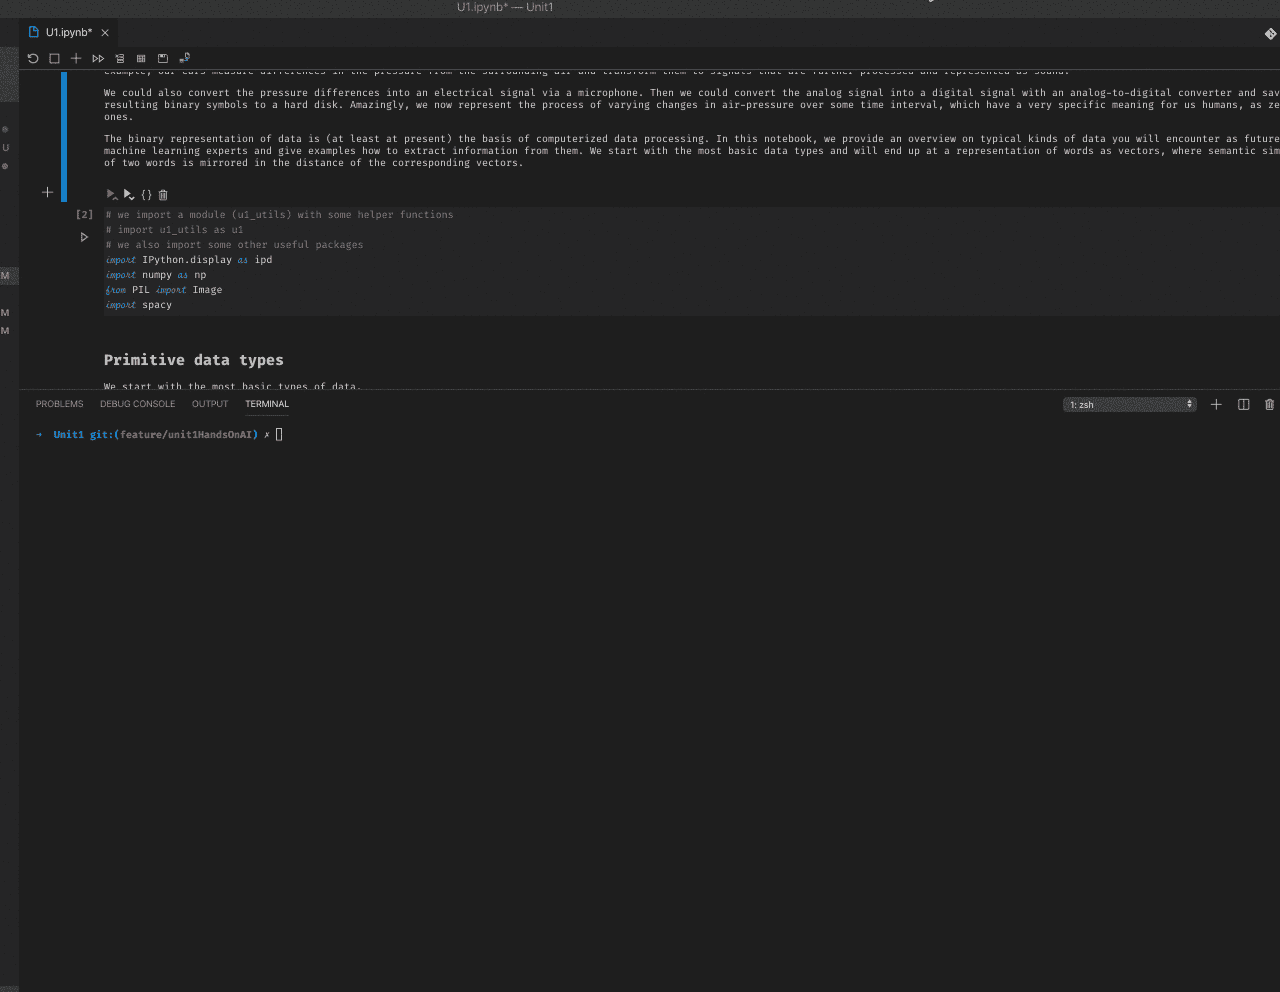 U1.ipynb* — Unit1
U1.ipynb*
example, our ears measure differences in the pressure from the surrounding air and transform them to signals that are further processed and represented as sound.
We could also convert the pressure differences into an electrical signal via a microphone. Then we could convert the analog signal into a digital signal with an analog-to-digital converter and sav
resulting binary symbols to a hard disk. Amazingly, we now represent the process of varying changes in air-pressure over some time interval, which have a very specific meaning for us humans, as ze
ones.
The binary representation of data is (at least at present) the basis of computerized data processing. In this notebook, we provide an overview on typical kinds of data you will encounter as future
machine learning experts and give examples how to extract information from them. We start with the most basic data types and will end up at a representation of words as vectors, where semantic sim
of two words is mirrored in the distance of the corresponding vectors.
U
{}
[2]
# we import a module (u1_utils) with some helper functions
# import u1_utils as u1
# we also import some other useful packages
import IPython.display as ipd
import numpy as np
from PIL import Image
import spacy
M
M
M
Primitive data types
We start with the most basic types of data.
PROBLEMS DEBUG CONSOLE OUTPUT TERMINAL
1: zsh
→ Unit1 git:(feature/unit1HandsOnAI) ✗